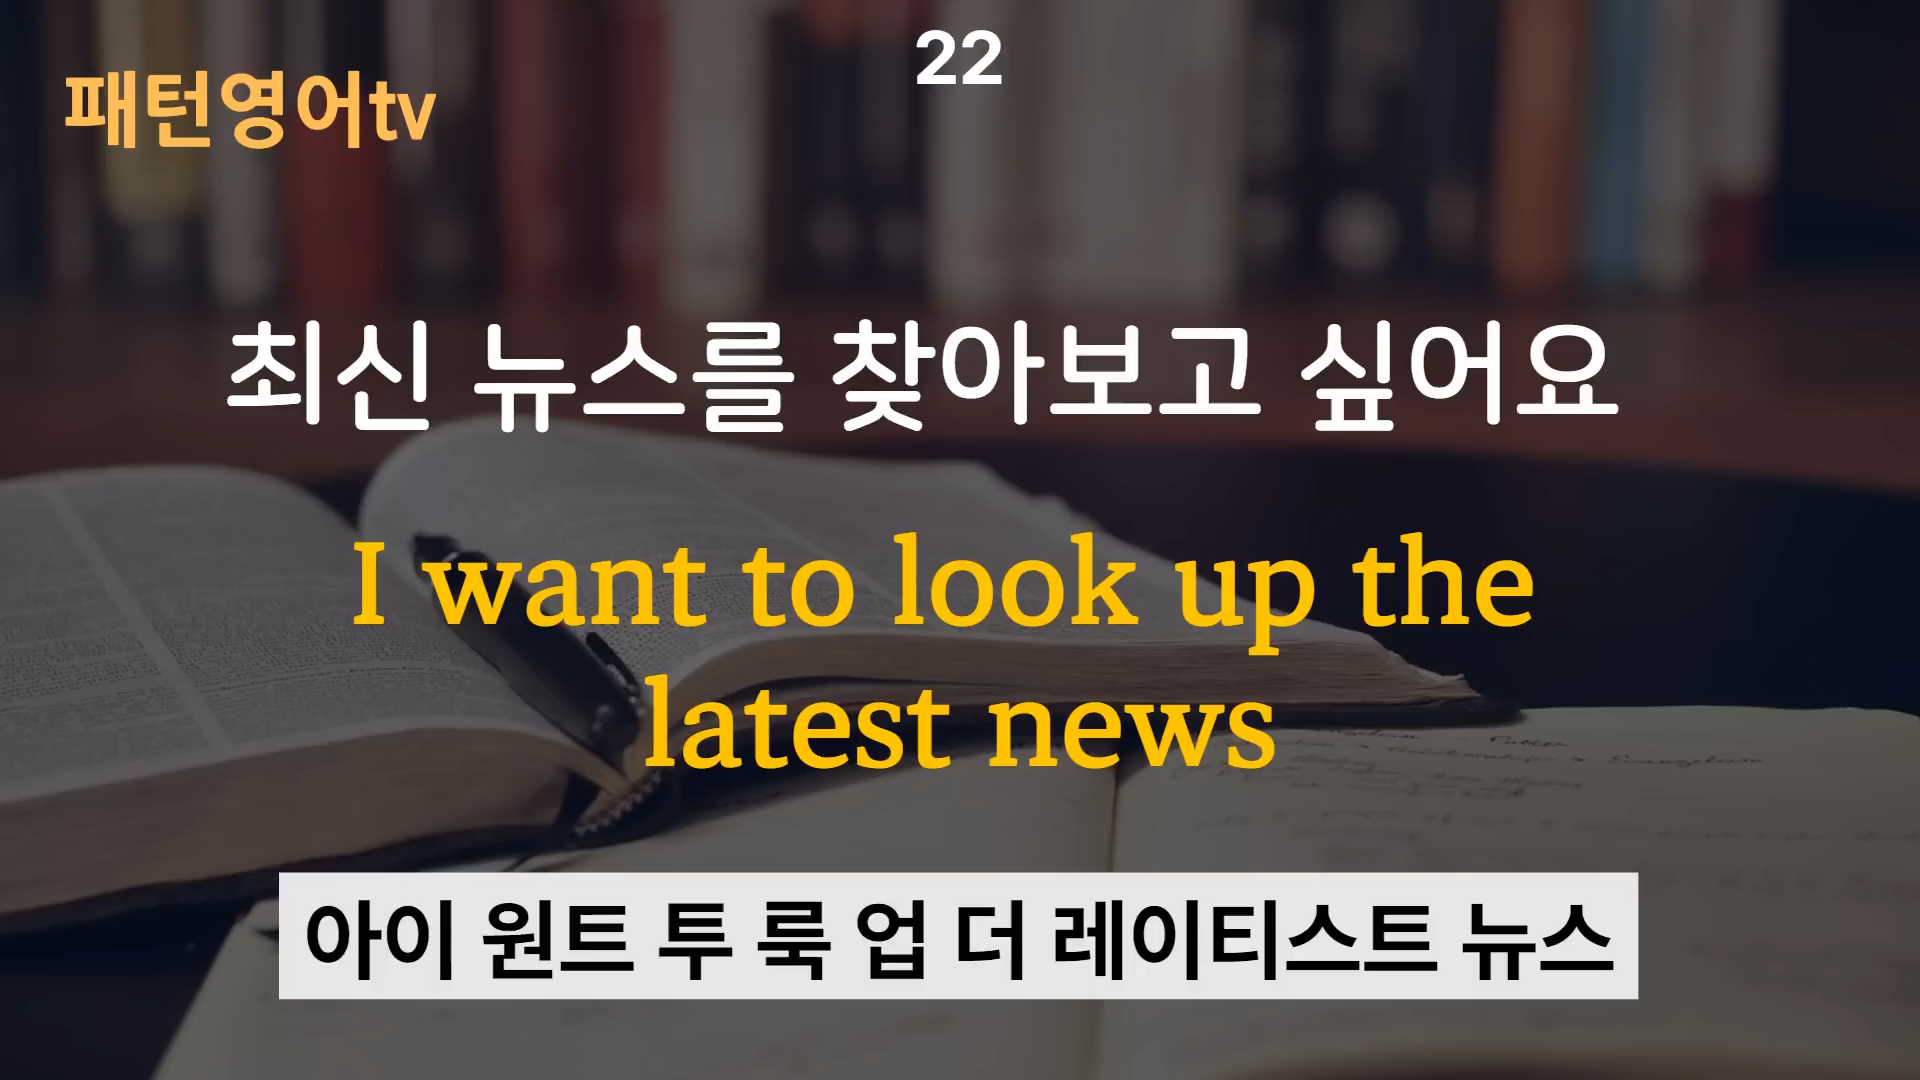 22
패턴영어tv
최신 뉴스를 찾아보고 싶어요
I want to look up the
latest news
아이 원트 투 룩 업 더 레이티스트 뉴스